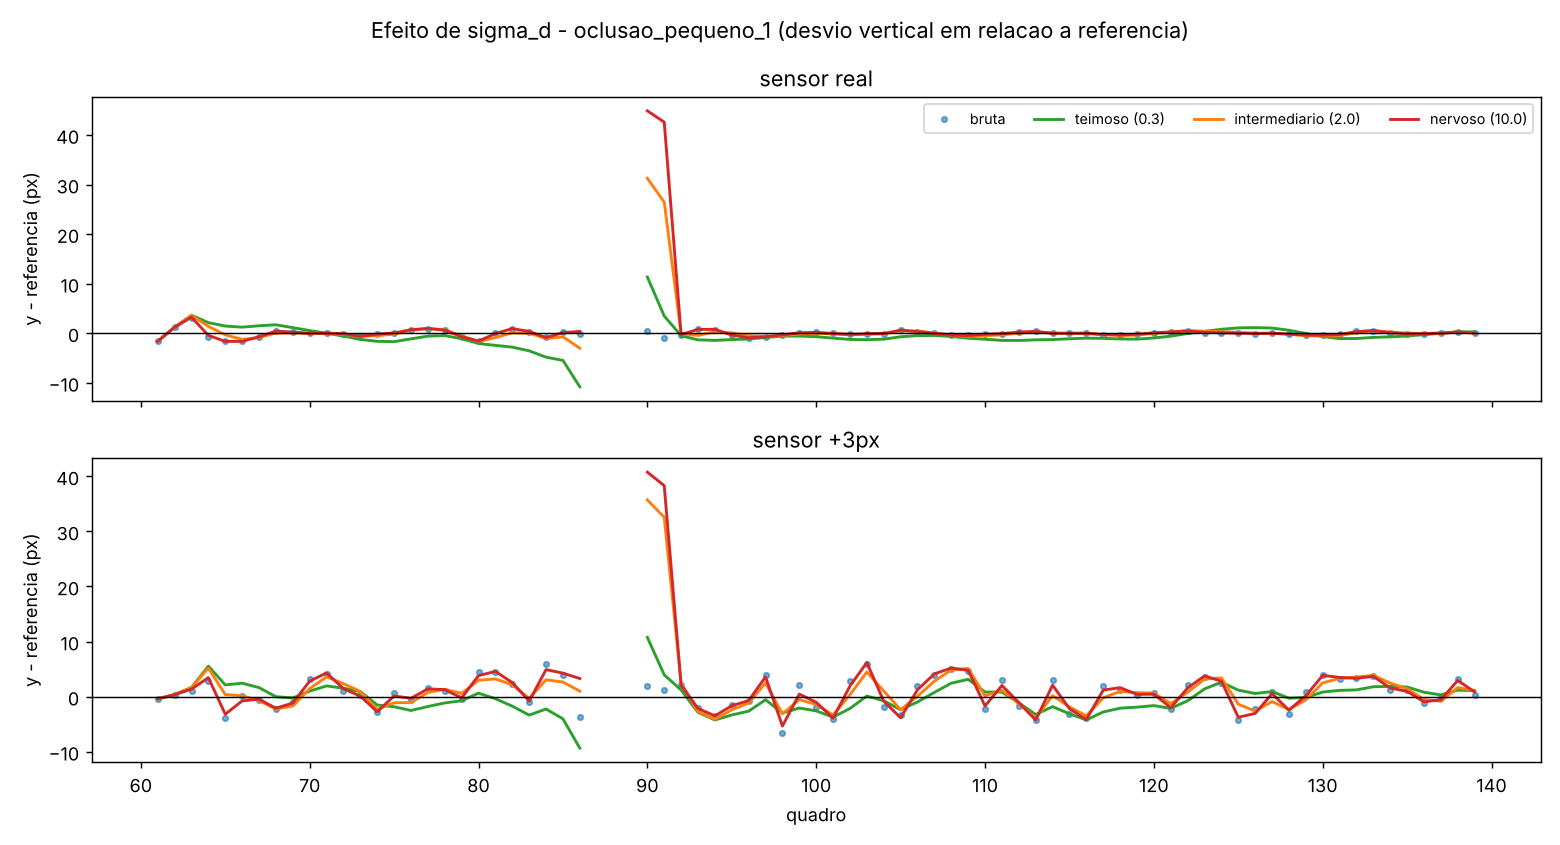 Efeito de sigma_d - oclusao_pequeno_1 (desvio vertical em relacao a referencia)
sensor real
bruta teimoso (0.3) intermediario (2.0) nervoso (10.0)
y - referencia (px)
40
30
20
10
0
−10
sensor +3px
y - referencia (px)
40
30
20
10
0
−10
60 70 80 90 100 110 120 130 140
quadro